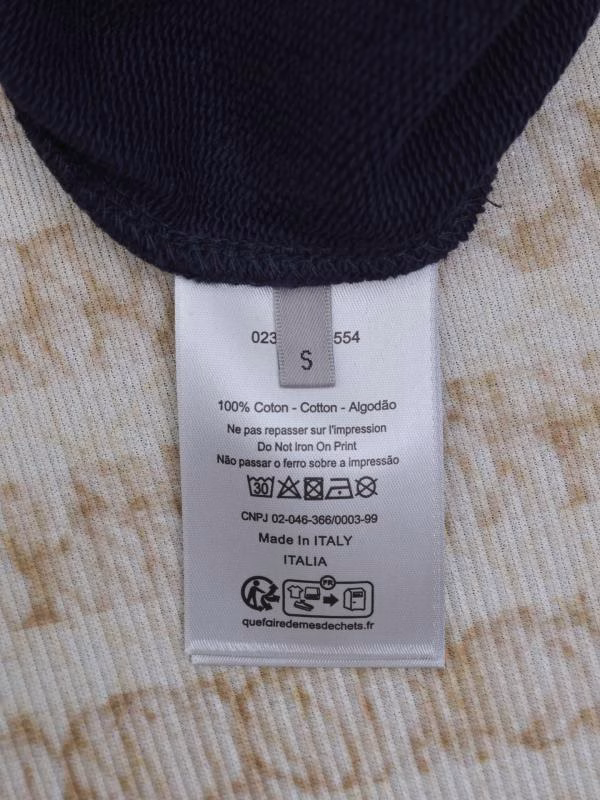 023 554
S
100% Coton - Cotton - Algodão
Ne pas repasser sur l'impression
Do Not Iron On Print
Não passar o ferro sobre a impressão
30
CNPJ 02-046-366/0003-99
Made In ITALY
ITALIA
FR
quefairedemesdechets.fr